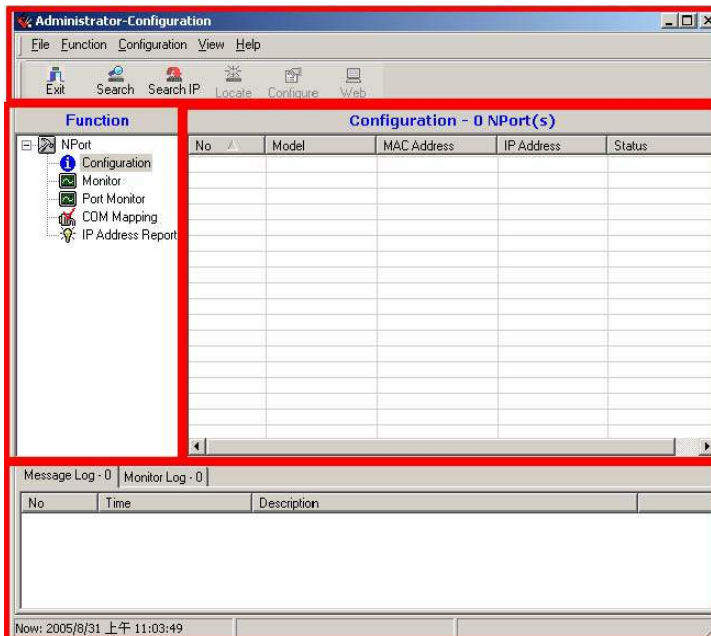 Administrator-Configuration
File Function Configuration View Help
Exit Search Search IP Locate Configure Web
Function
NPort
Configuration
Monitor
Port Monitor
COM Mapping
IP Address Report
Configuration - 0 NPort(s)
No Model MAC Address IP Address Status
Message Log - 0 Monitor Log - 0
No Time Description
Now: 2005/8/31 上午 11:03:49